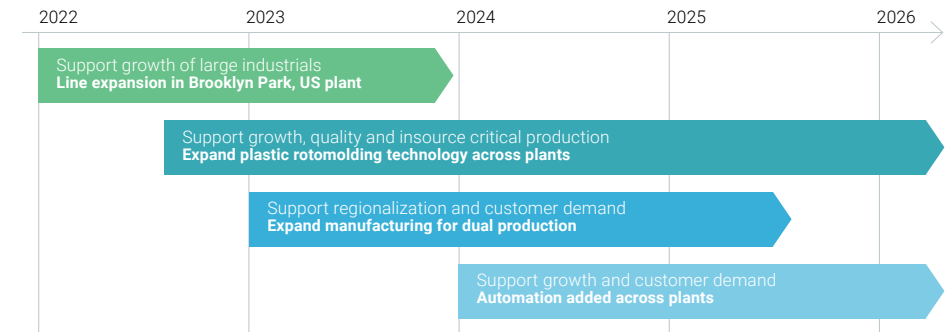 2022 2023 2024 2025 2026
Support growth of large industrials
Line expansion in Brooklyn Park, US plant
Support growth, quality and insource critical production
Expand plastic rotomolding technology across plants
Support regionalization and customer demand
Expand manufacturing for dual production
Support growth and customer demand
Automation added across plants